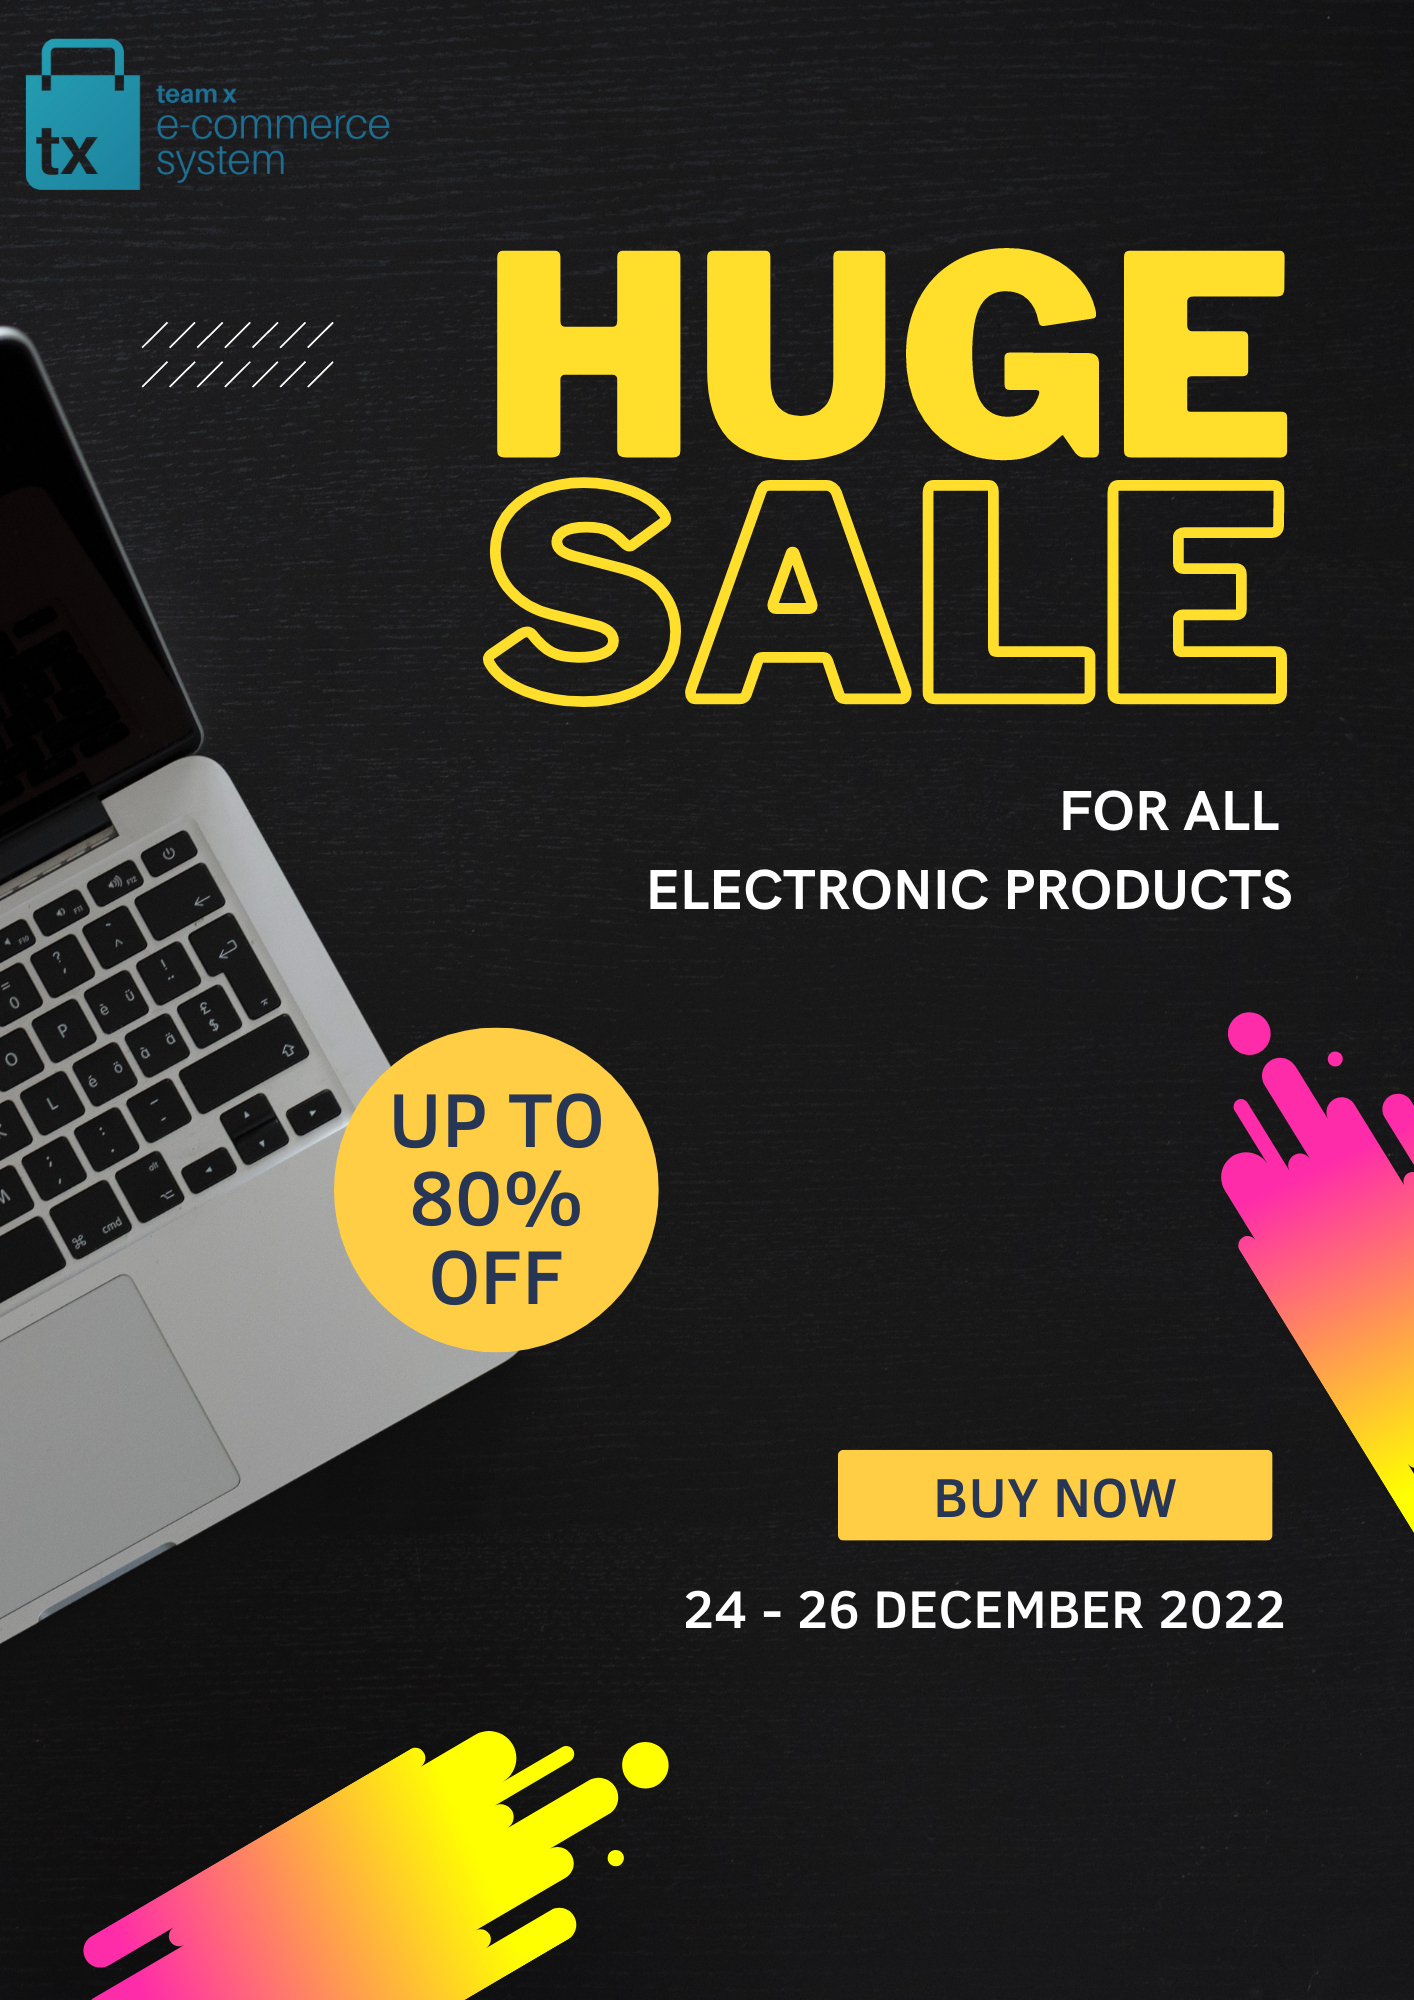 team x
e-commerce
system
tx
HUGE
SALE
FOR ALL
ELECTRONIC PRODUCTS
UP TO
80%
OFF
BUY NOW
24 - 26 DECEMBER 2022